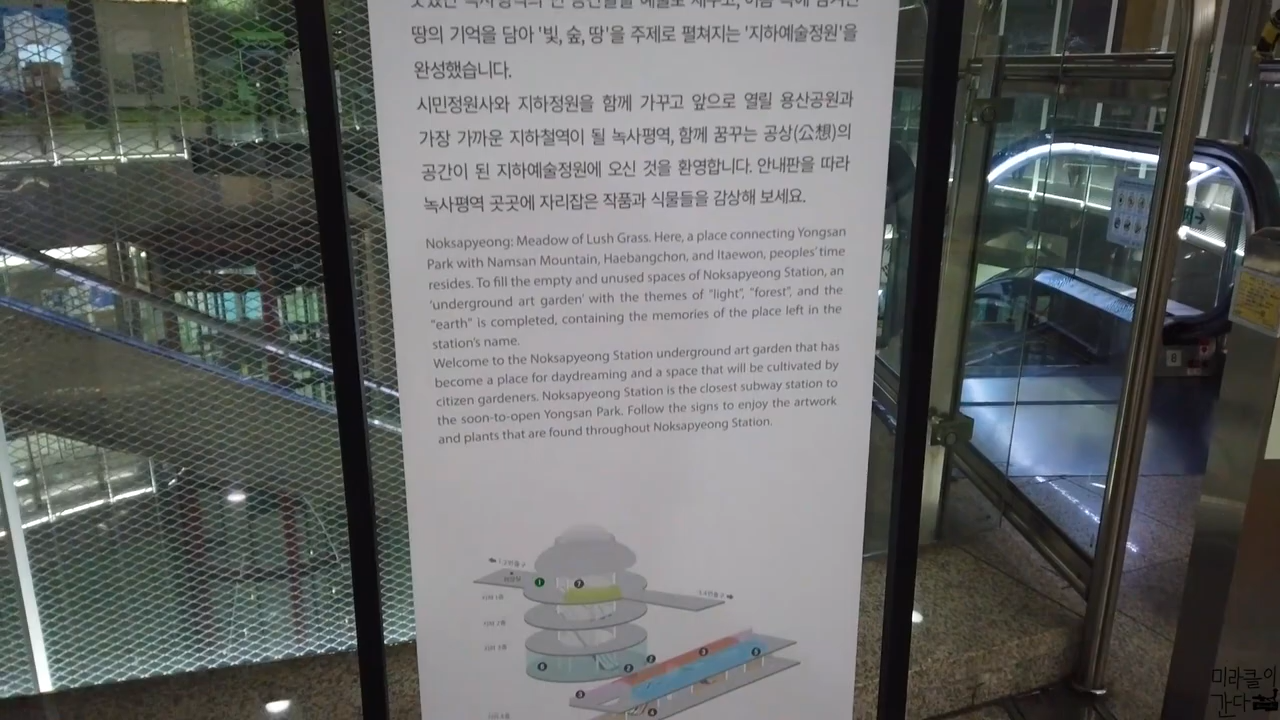 땅의 기억을 담아 '빛, 숲, 땅'을 주제로 펼쳐지는 '지하예술정원'을
완성했습니다.
시민정원사와 지하정원을 함께 가꾸고 앞으로 열릴 용산공원과
가장 가까운 지하철역이 될 녹사평역, 함께 꿈꾸는 공상(公想)의
공간이 된 지하예술정원에 오신 것을 환영합니다. 안내판을 따라
녹사평역 곳곳에 자리잡은 작품과 식물들을 감상해 보세요.
Noksapyeong: Meadow of Lush Grass. Here, a place connecting Yongsan
Park with Namsan Mountain, Haebangchon, and Itaewon, peoples' time
resides. To fill the empty and unused spaces of Noksapyeong Station, an
'underground art garden' with the themes of "light", "forest", and the
"earth" is completed, containing the memories of the place left in the
station's name.
Welcome to the Noksapyeong Station underground art garden that has
become a place for daydreaming and a space that will be cultivated by
citizen gardeners. Noksapyeong Station is the closest subway station to
the soon-to-open Yongsan Park. Follow the signs to enjoy the artwork
and plants that are found throughout Noksapyeong Station.
지하 1층
지하 2층
지하 3층
미라클이
간다